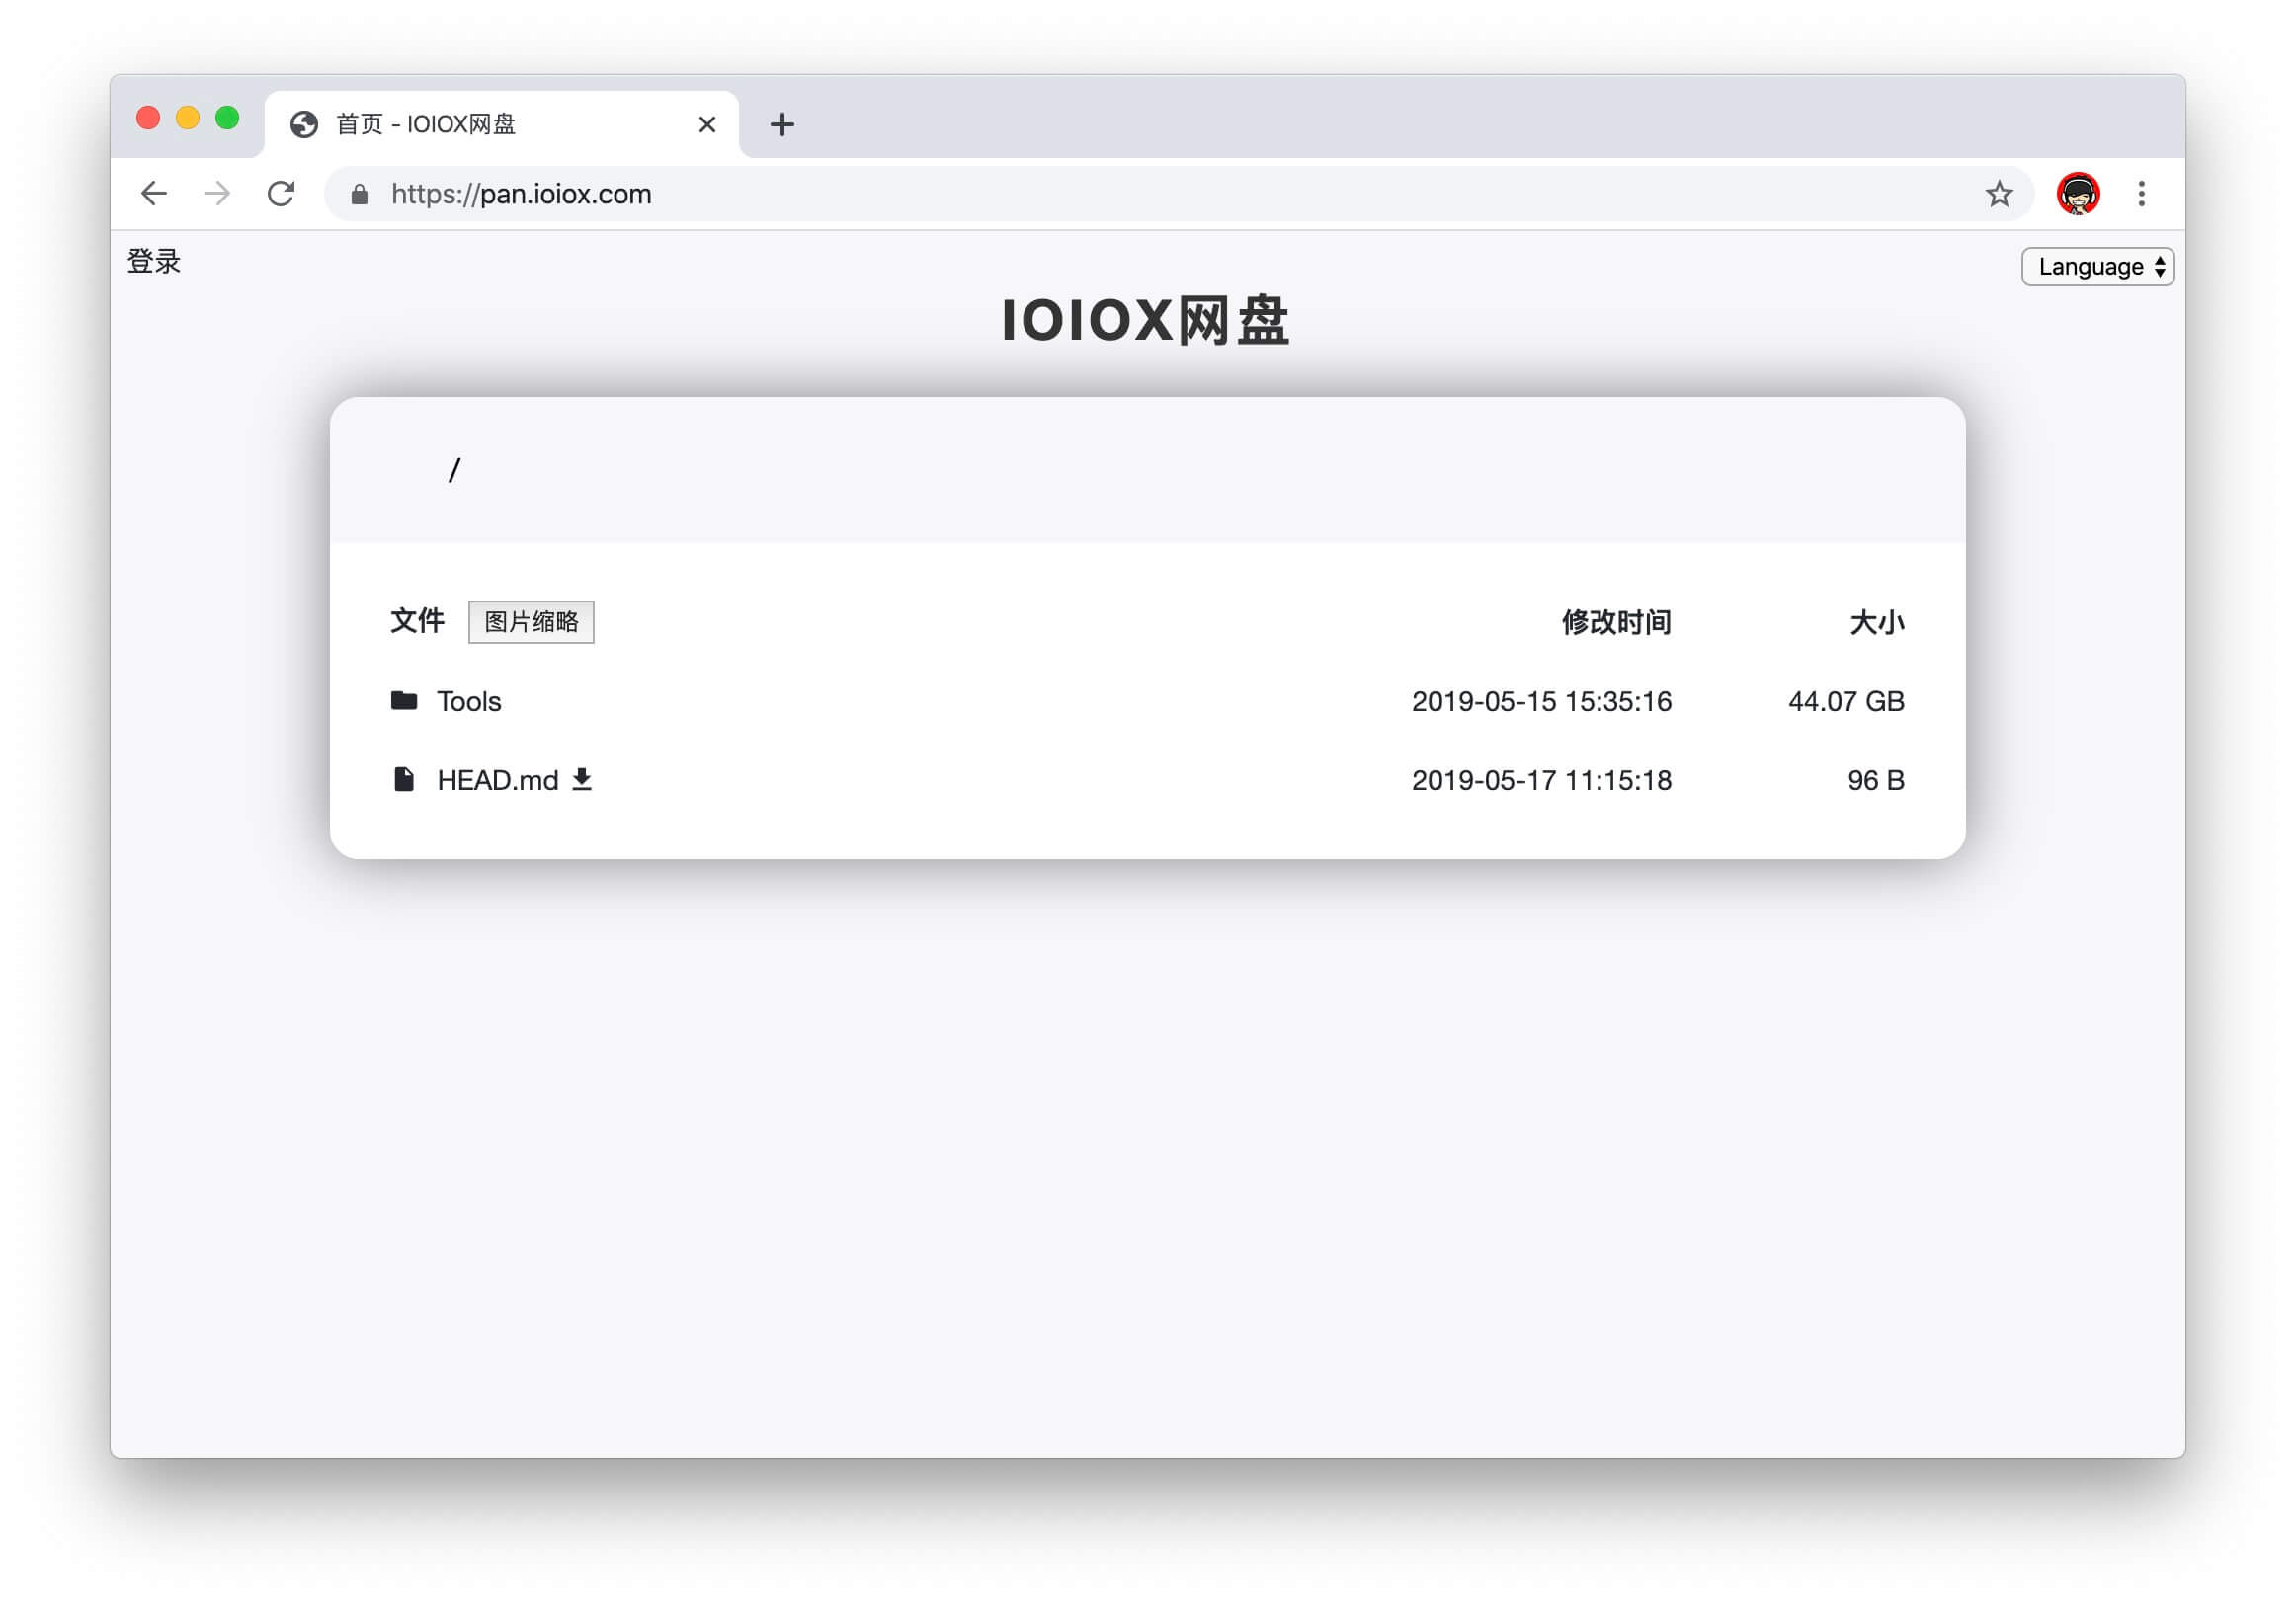 首页 - IOIOX网盘
https://pan.ioiox.com
登录
Language
IOIOX网盘
/
文件 图片缩略 修改时间 大小
Tools 2019-05-15 15:35:16 44.07 GB
HEAD.md 2019-05-17 11:15:18 96 B